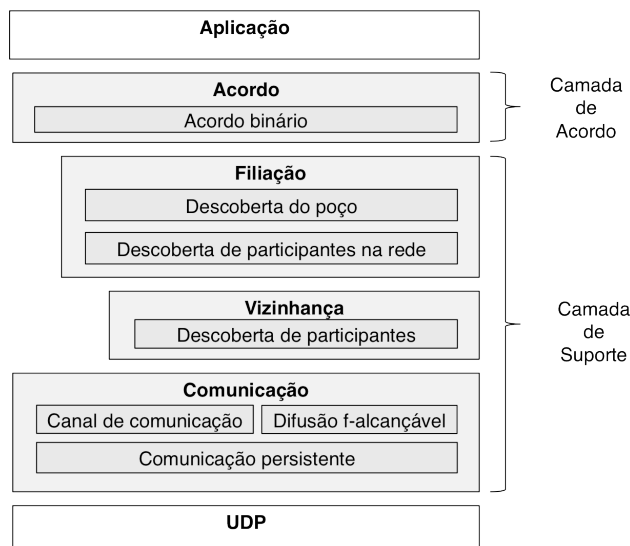 Aplicação
Acordo
Acordo binário
Camada
de
Acordo
Filiação
Descoberta do poço
Descoberta de participantes na rede
Vizinhança
Descoberta de participantes
Camada
de
Suporte
Comunicação
Canal de comunicação
Difusão f-alcançável
Comunicação persistente
UDP